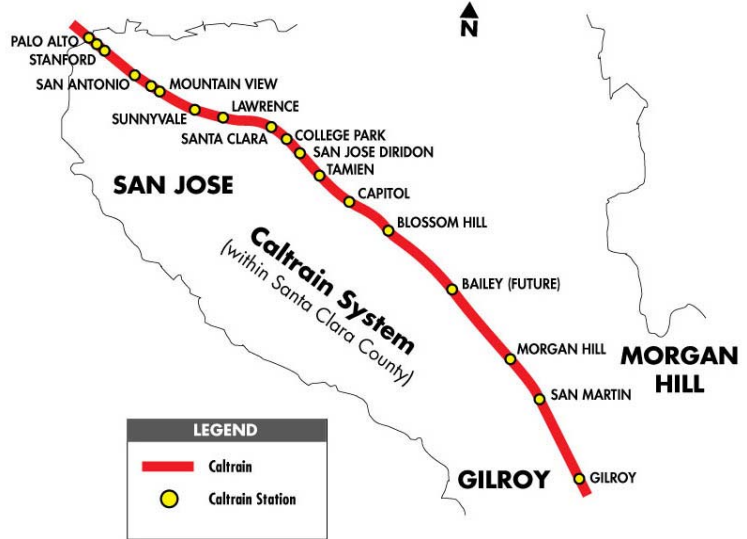 N
PALO ALTO
STANFORD
SAN ANTONIO
MOUNTAIN VIEW
SUNNYVALE
LAWRENCE
SANTA CLARA
COLLEGE PARK
SAN JOSE DIRIDON
TAMIEN
SAN JOSE
CAPITOL
BLOSSOM HILL
Caltrain System
(within Santa Clara County)
BAILEY (FUTURE)
MORGAN HILL
MORGAN
HILL
SAN MARTIN
LEGEND
Caltrain
Caltrain Station
GILROY
GILROY